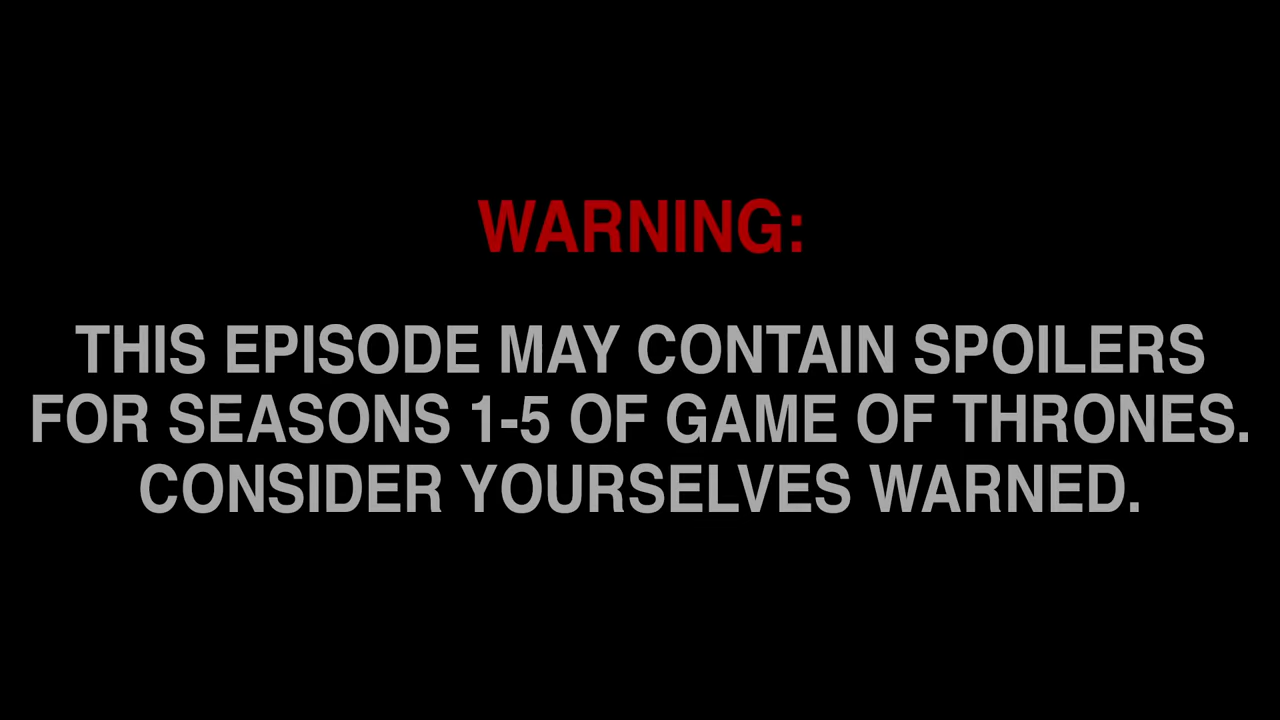 WARNING:
THIS EPISODE MAY CONTAIN SPOILERS
FOR SEASONS 1-5 OF GAME OF THRONES.
CONSIDER YOURSELVES WARNED.